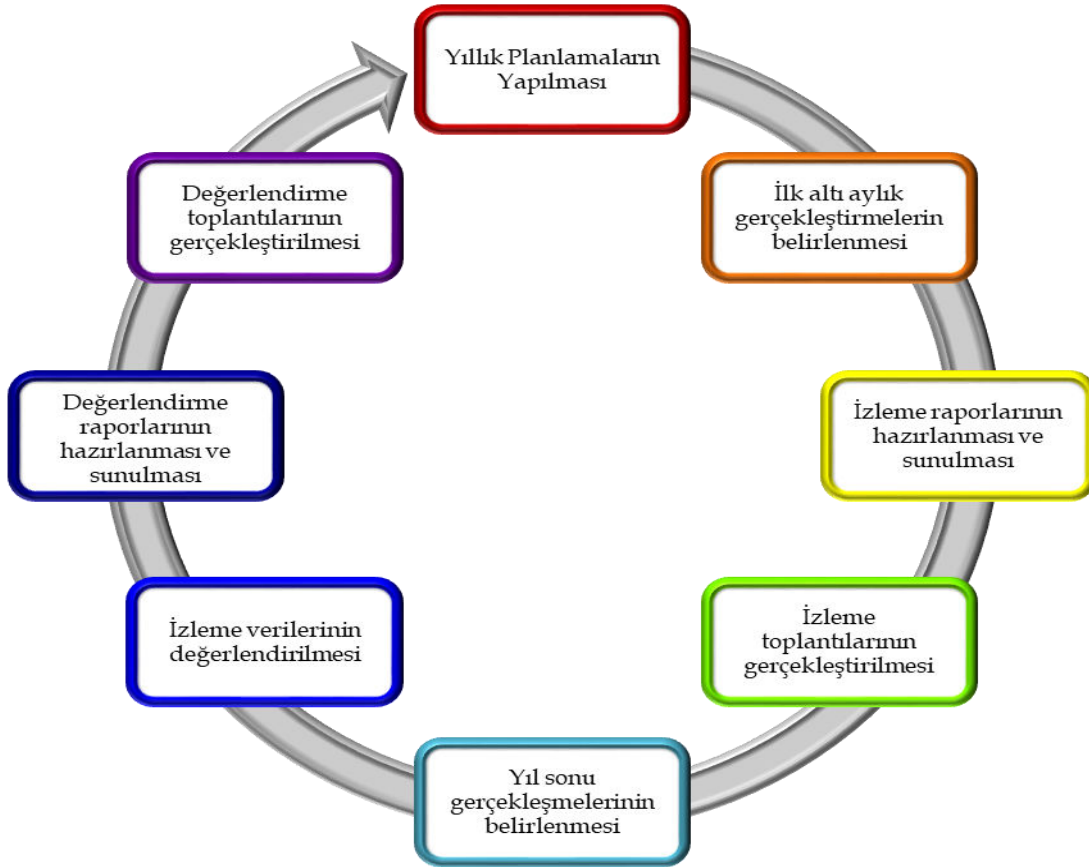 Yıllık Planlamaların
Yapılması
İlk altı aylık
gerçekleştirmelerin
belirlenmesi
İzleme raporlarının
hazırlanması ve
sunulması
İzleme
toplantılarının
gerçekleştirilmesi
Yıl sonu
gerçekleşmelerinin
belirlenmesi
İzleme verilerinin
değerlendirilmesi
Değerlendirme
raporlarının
hazırlanması ve
sunulması
Değerlendirme
toplantılarının
gerçekleştirilmesi